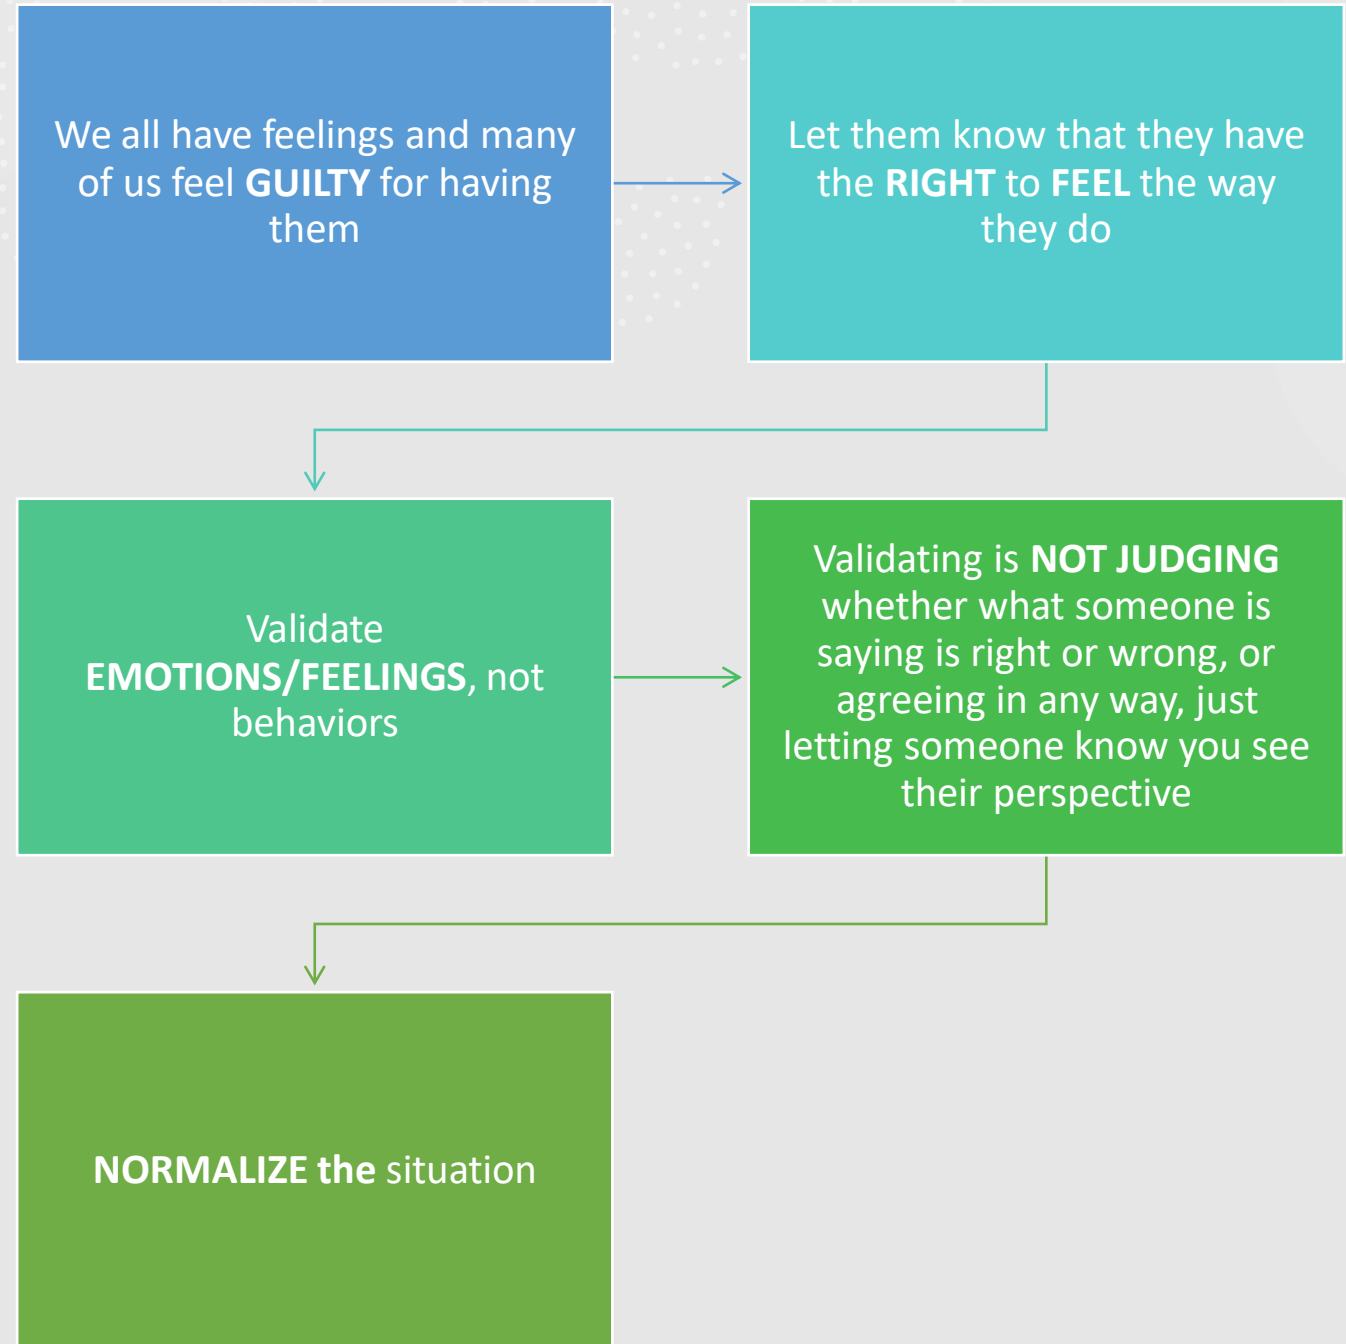 We all have feelings and many
of us feel GUILTY for having
them
Let them know that they have
the RIGHT to FEEL the way
they do
Validate
EMOTIONS/FEELINGS, not
behaviors
Validating is NOT JUDGING
whether what someone is
saying is right or wrong, or
agreeing in any way, just
letting someone know you see
their perspective
NORMALIZE the situation